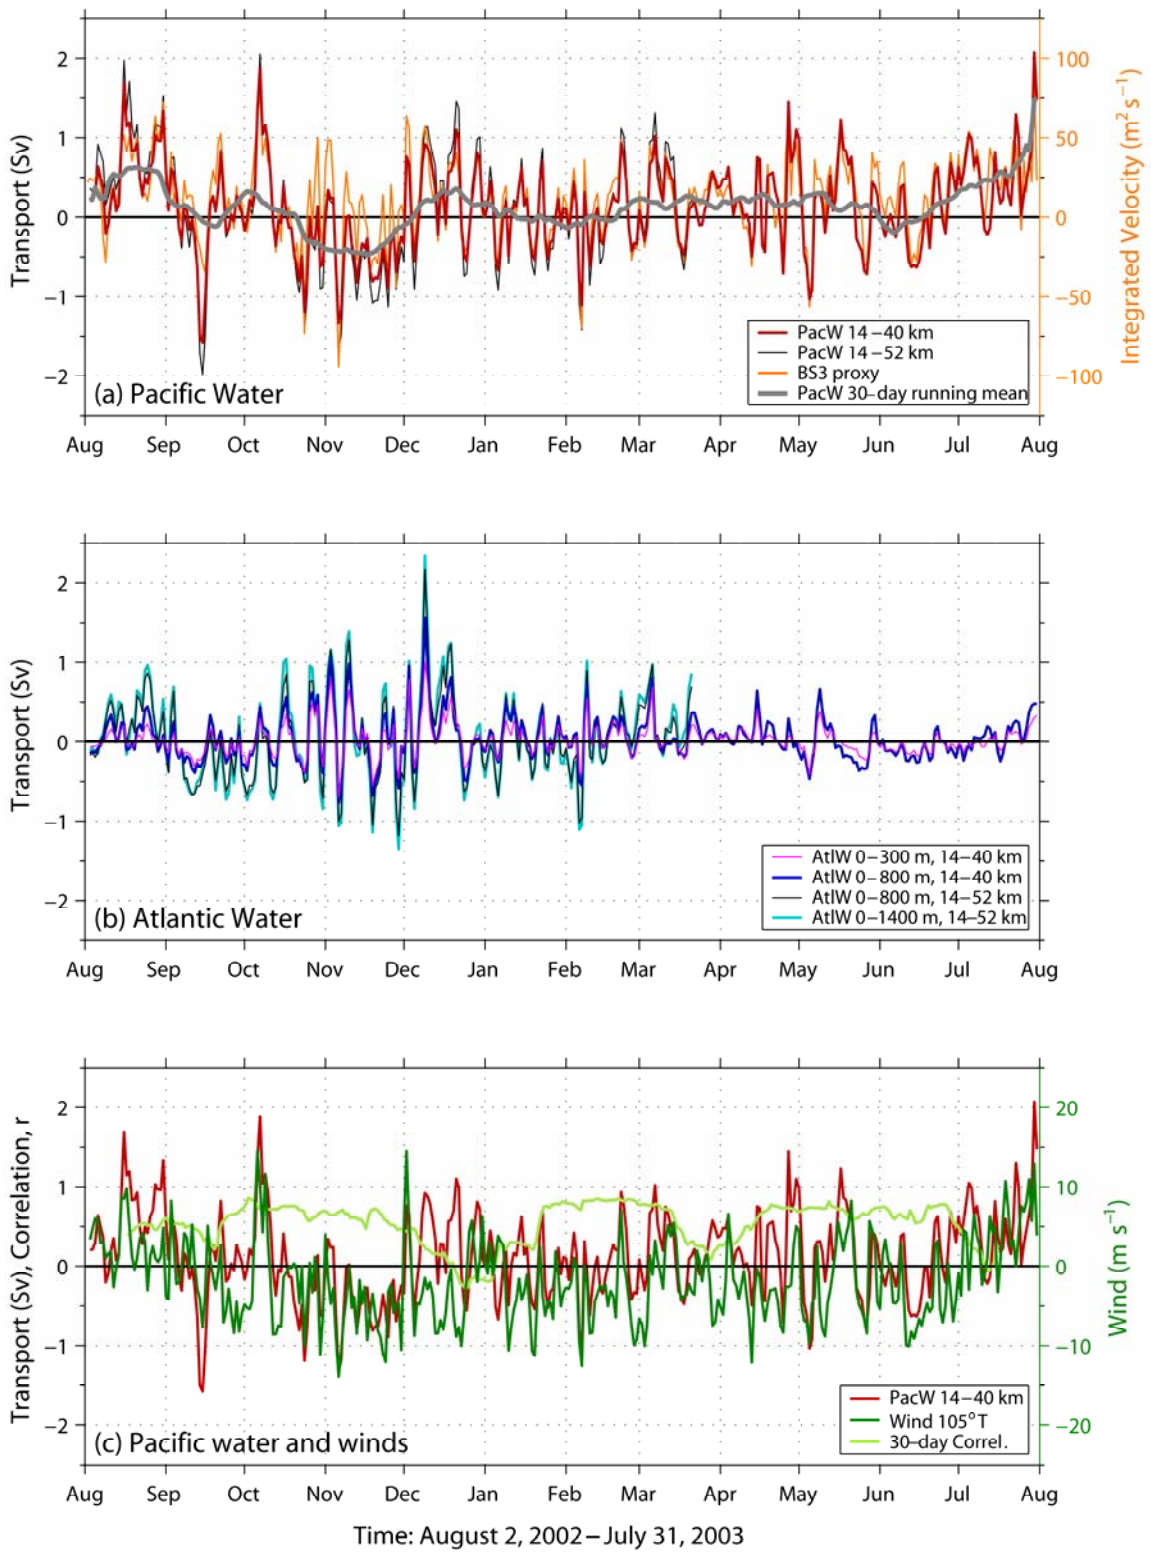 2
1
0
−1
−2
Transport (Sv)
100
50
0
−50
−100
Integrated Velocity (m² s⁻¹)
PacW 14−40 km
PacW 14−52 km
BS3 proxy
PacW 30−day running mean
(a) Pacific Water
Aug Sep Oct Nov Dec Jan Feb Mar Apr May Jun Jul Aug
2
1
0
−1
−2
Transport (Sv)
AtlW 0−300 m, 14−40 km
AtlW 0−800 m, 14−40 km
AtlW 0−800 m, 14−52 km
AtlW 0−1400 m, 14−52 km
(b) Atlantic Water
Aug Sep Oct Nov Dec Jan Feb Mar Apr May Jun Jul Aug
2
1
0
−1
−2
Transport (Sv), Correlation, r
20
10
0
−10
−20
Wind (m s⁻¹)
PacW 14−40 km
Wind 105°T
30−day Correl.
(c) Pacific water and winds
Aug Sep Oct Nov Dec Jan Feb Mar Apr May Jun Jul Aug
Time: August 2, 2002−July 31, 2003